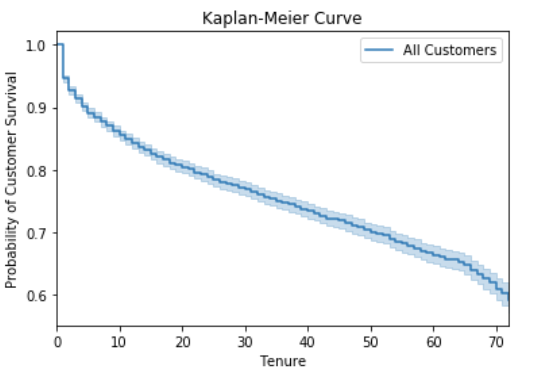 Kaplan-Meier Curve
All Customers
Probability of Customer Survival
1.0
0.9
0.8
0.7
0.6
0 10 20 30 40 50 60 70
Tenure